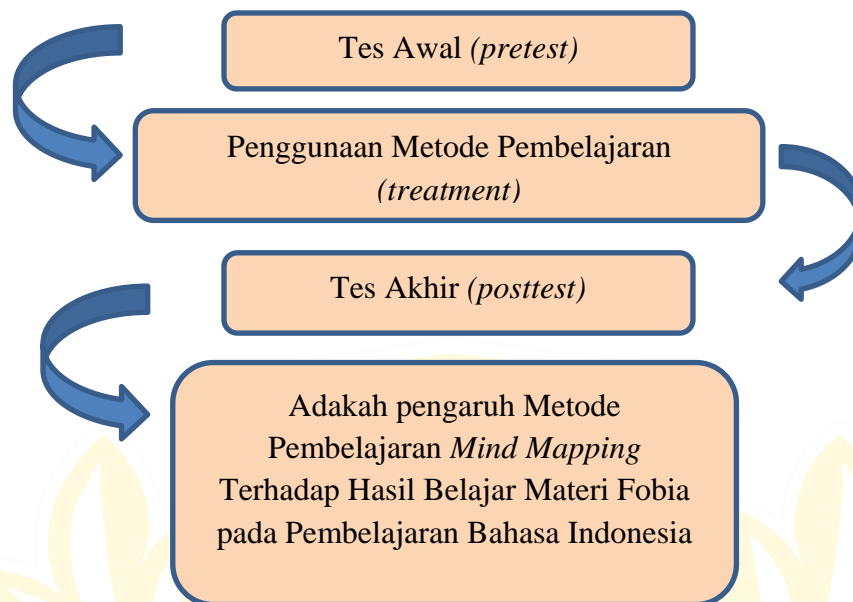 Tes Awal (pretest)
Penggunaan Metode Pembelajaran
(treatment)
Tes Akhir (posttest)
Adakah pengaruh Metode
Pembelajaran Mind Mapping
Terhadap Hasil Belajar Materi Fobia
pada Pembelajaran Bahasa Indonesia